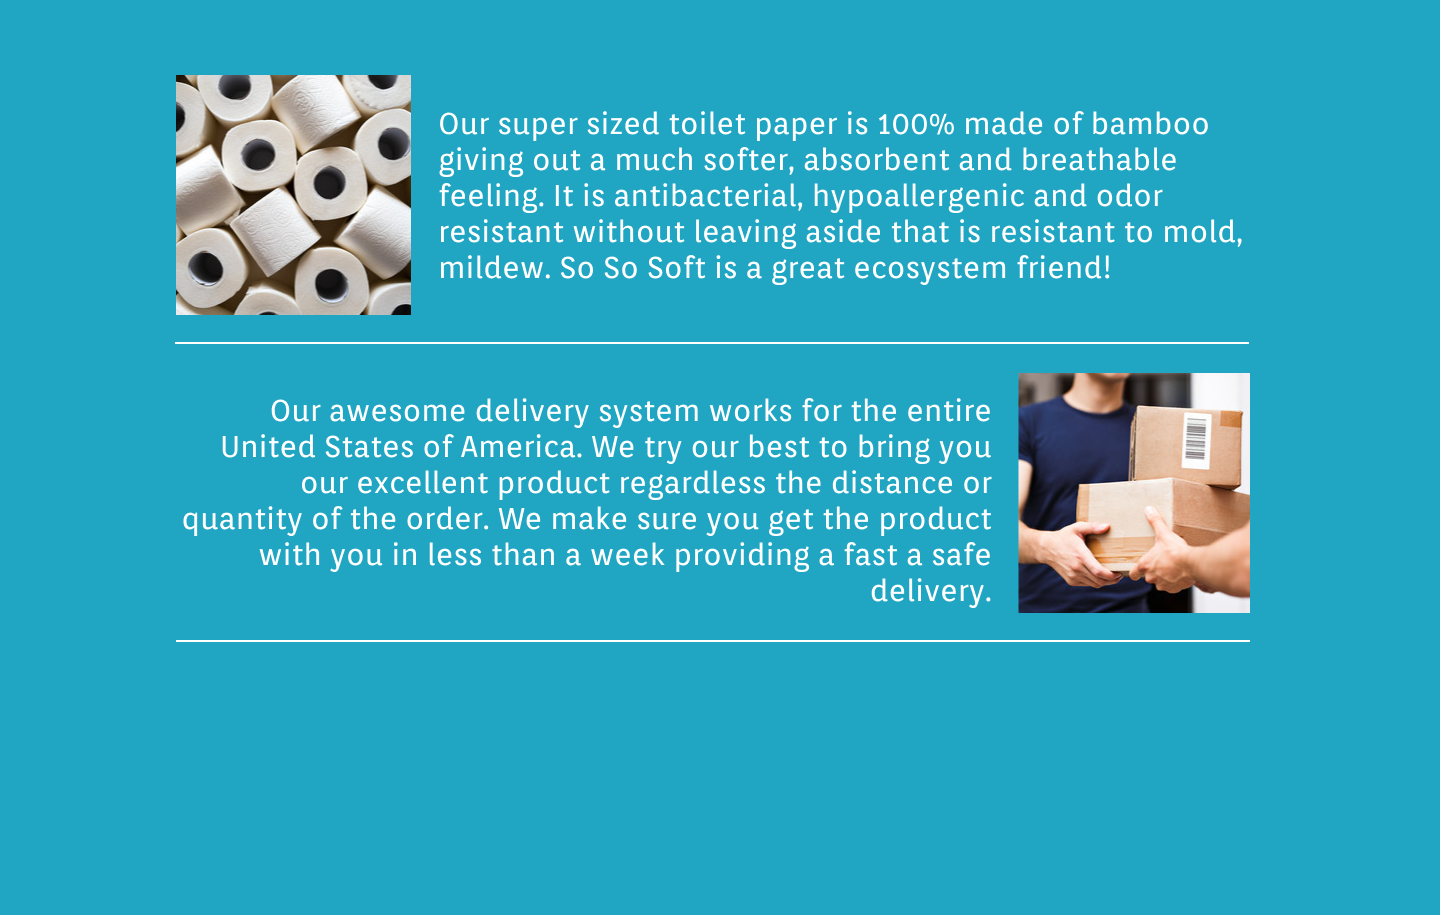 Our super sized toilet paper is 100% made of bamboo
giving out a much softer, absorbent and breathable
feeling. It is antibacterial, hypoallergenic and odor
resistant without leaving aside that is resistant to mold,
mildew. So So Soft is a great ecosystem friend!
Our awesome delivery system works for the entire
United States of America. We try our best to bring you
our excellent product regardless the distance or
quantity of the order. We make sure you get the product
with you in less than a week providing a fast a safe
delivery.